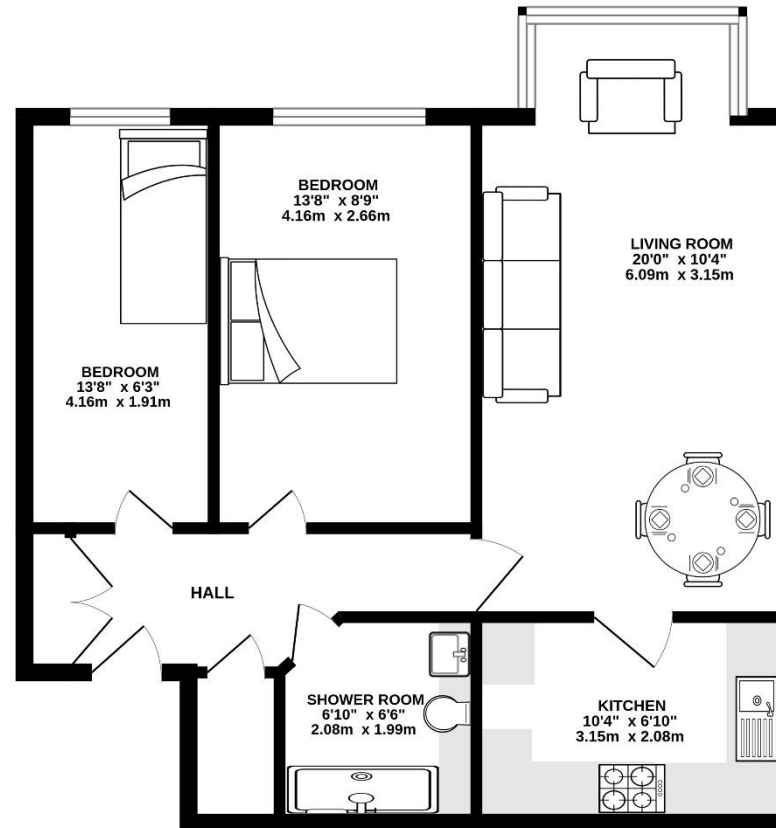 BEDROOM
13'8" x 8'9"
4.16m x 2.66m
LIVING ROOM
20'0" x 10'4"
6.09m x 3.15m
BEDROOM
13'8" x 6'3"
4.16m x 1.91m
HALL
SHOWER ROOM
6'10" x 6'6"
2.08m x 1.99m
KITCHEN
10'4" x 6'10"
3.15m x 2.08m